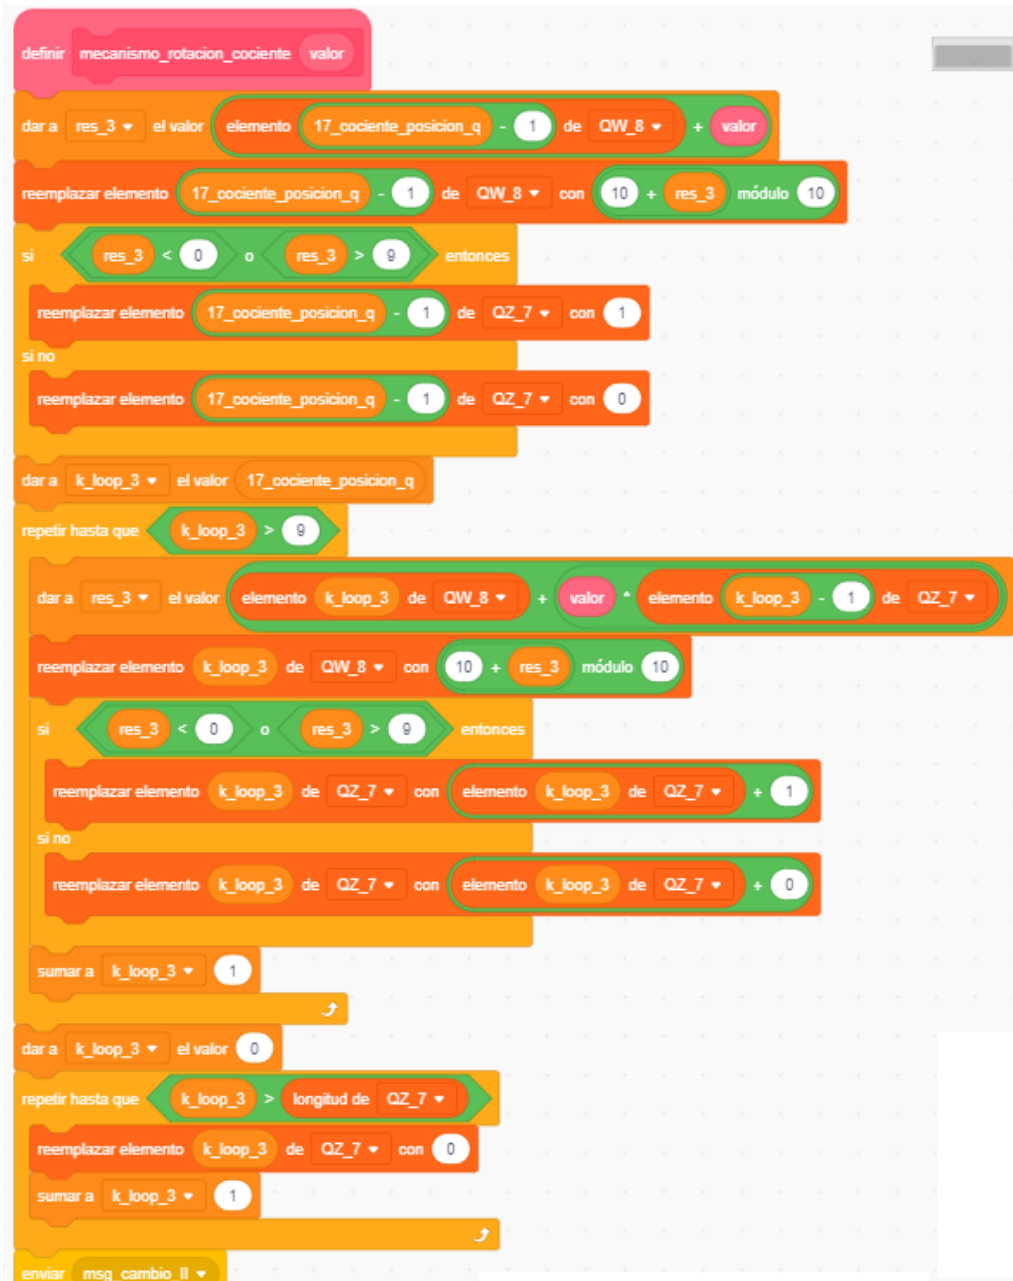 definir mecanismo_rotacion_cociente valor
dar a res_3 el valor elemento 17_cociente_posicion_q - 1 de QW_8 + valor
reemplazar elemento 17_cociente_posicion_q - 1 de QW_8 con 10 + res_3 módulo 10
si res_3 < 0 o res_3 > 9 entonces
reemplazar elemento 17_cociente_posicion_q - 1 de QZ_7 con 1
si no
reemplazar elemento 17_cociente_posicion_q - 1 de QZ_7 con 0
dar a k_loop_3 el valor 17_cociente_posicion_q
repetir hasta que k_loop_3 > 9
dar a res_3 el valor elemento k_loop_3 de QW_8 + valor * elemento k_loop_3 - 1 de QZ_7
reemplazar elemento k_loop_3 de QW_8 con 10 + res_3 módulo 10
si res_3 < 0 o res_3 > 9 entonces
reemplazar elemento k_loop_3 de QZ_7 con elemento k_loop_3 de QZ_7 + 1
si no
reemplazar elemento k_loop_3 de QZ_7 con elemento k_loop_3 de QZ_7 + 0
sumar a k_loop_3 1
dar a k_loop_3 el valor 0
repetir hasta que k_loop_3 > longitud de QZ_7
reemplazar elemento k_loop_3 de QZ_7 con 0
sumar a k_loop_3 1
enviar msg_cambio_II